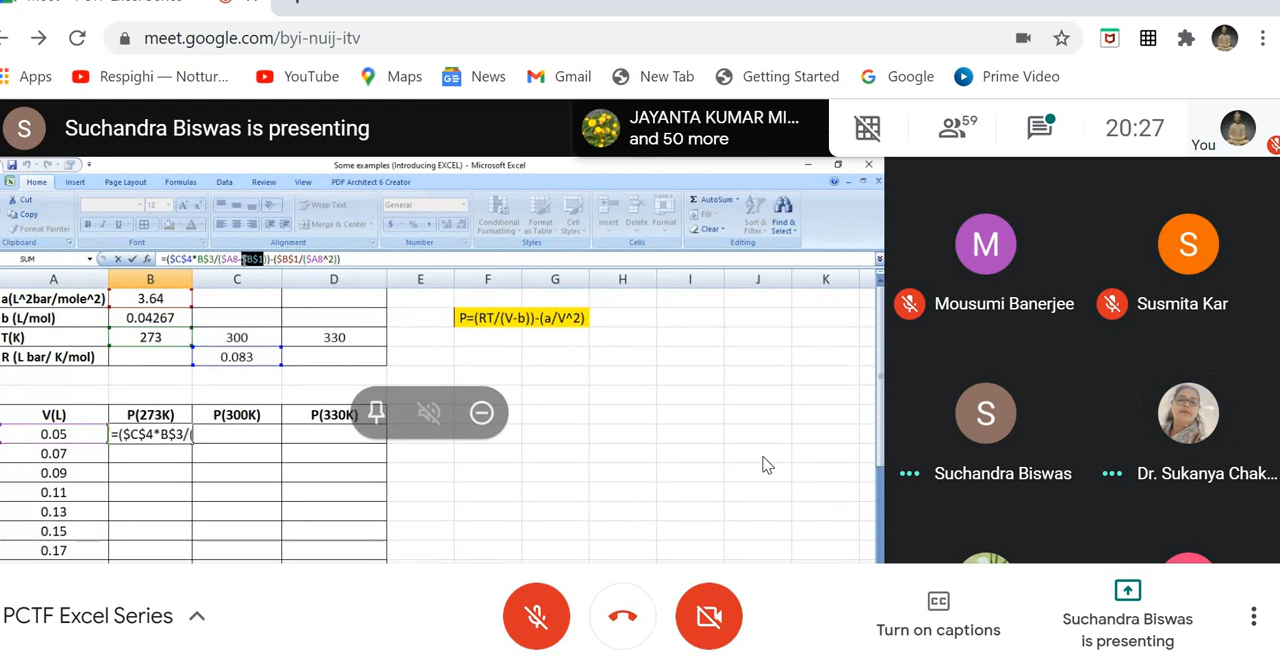 meet.google.com/byi-nuij-itv
Apps Respighi — Nottur... YouTube Maps News Gmail New Tab Getting Started Google Prime Video
S Suchandra Biswas is presenting
JAYANTA KUMAR MI...
and 50 more
59
20:27
You
Some examples (Introducing EXCEL) - Microsoft Excel
Home Insert Page Layout Formulas Data Review View PDF Architect 6 Creator
Cut
Copy
Format Painter
Clipboard
12
B I U
Font
Wrap Text
Merge & Center
Alignment
General
$ % ,
Number
Conditional Formatting
Format as Table
Cell Styles
Styles
Insert Delete Format
Cells
Σ AutoSum
Fill
Clear
Sort & Filter
Find & Select
Editing
SUM
=($C$4*B$3/($A8-$B$1))-($B$1/($A8^2))
A B C D E F G H I J K
a(L^2bar/mole^2) 3.64
b (L/mol) 0.04267 P=(RT/(V-b))-(a/V^2)
T(K) 273 300 330
R (L bar/ K/mol) 0.083
V(L) P(273K) P(300K) P(330K)
0.05 =($C$4*B$3/(
0.07
0.09
0.11
0.13
0.15
0.17
M
Mousumi Banerjee
S
Susmita Kar
S
Suchandra Biswas
Dr. Sukanya Chak...
PCTF Excel Series
CC
Turn on captions
Suchandra Biswas
is presenting